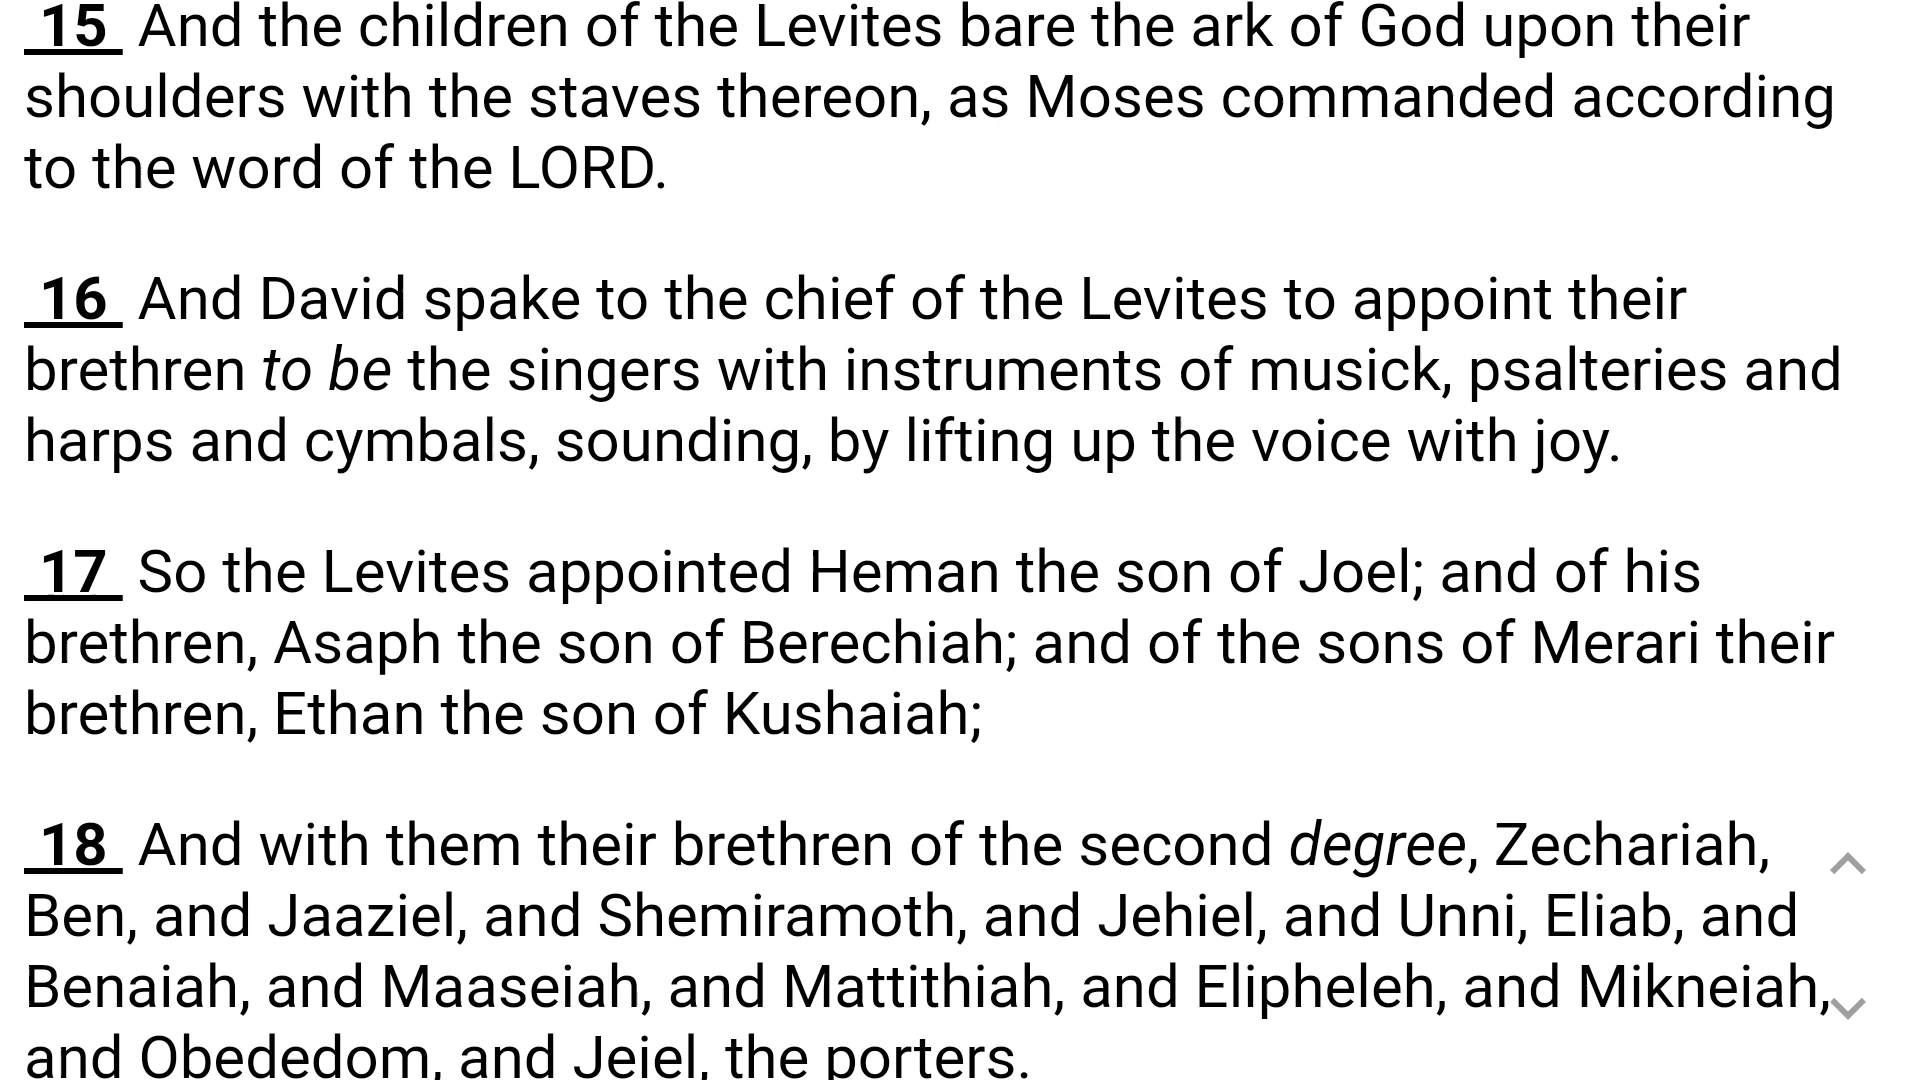 15 And the children of the Levites bare the ark of God upon their
shoulders with the staves thereon, as Moses commanded according
to the word of the LORD.
16 And David spake to the chief of the Levites to appoint their
brethren to be the singers with instruments of musick, psalteries and
harps and cymbals, sounding, by lifting up the voice with joy.
17 So the Levites appointed Heman the son of Joel; and of his
brethren, Asaph the son of Berechiah; and of the sons of Merari their
brethren, Ethan the son of Kushaiah;
18 And with them their brethren of the second degree, Zechariah,
Ben, and Jaaziel, and Shemiramoth, and Jehiel, and Unni, Eliab, and
Benaiah, and Maaseiah, and Mattithiah, and Elipheleh, and Mikneiah,
and Obededom, and Jeiel, the porters.